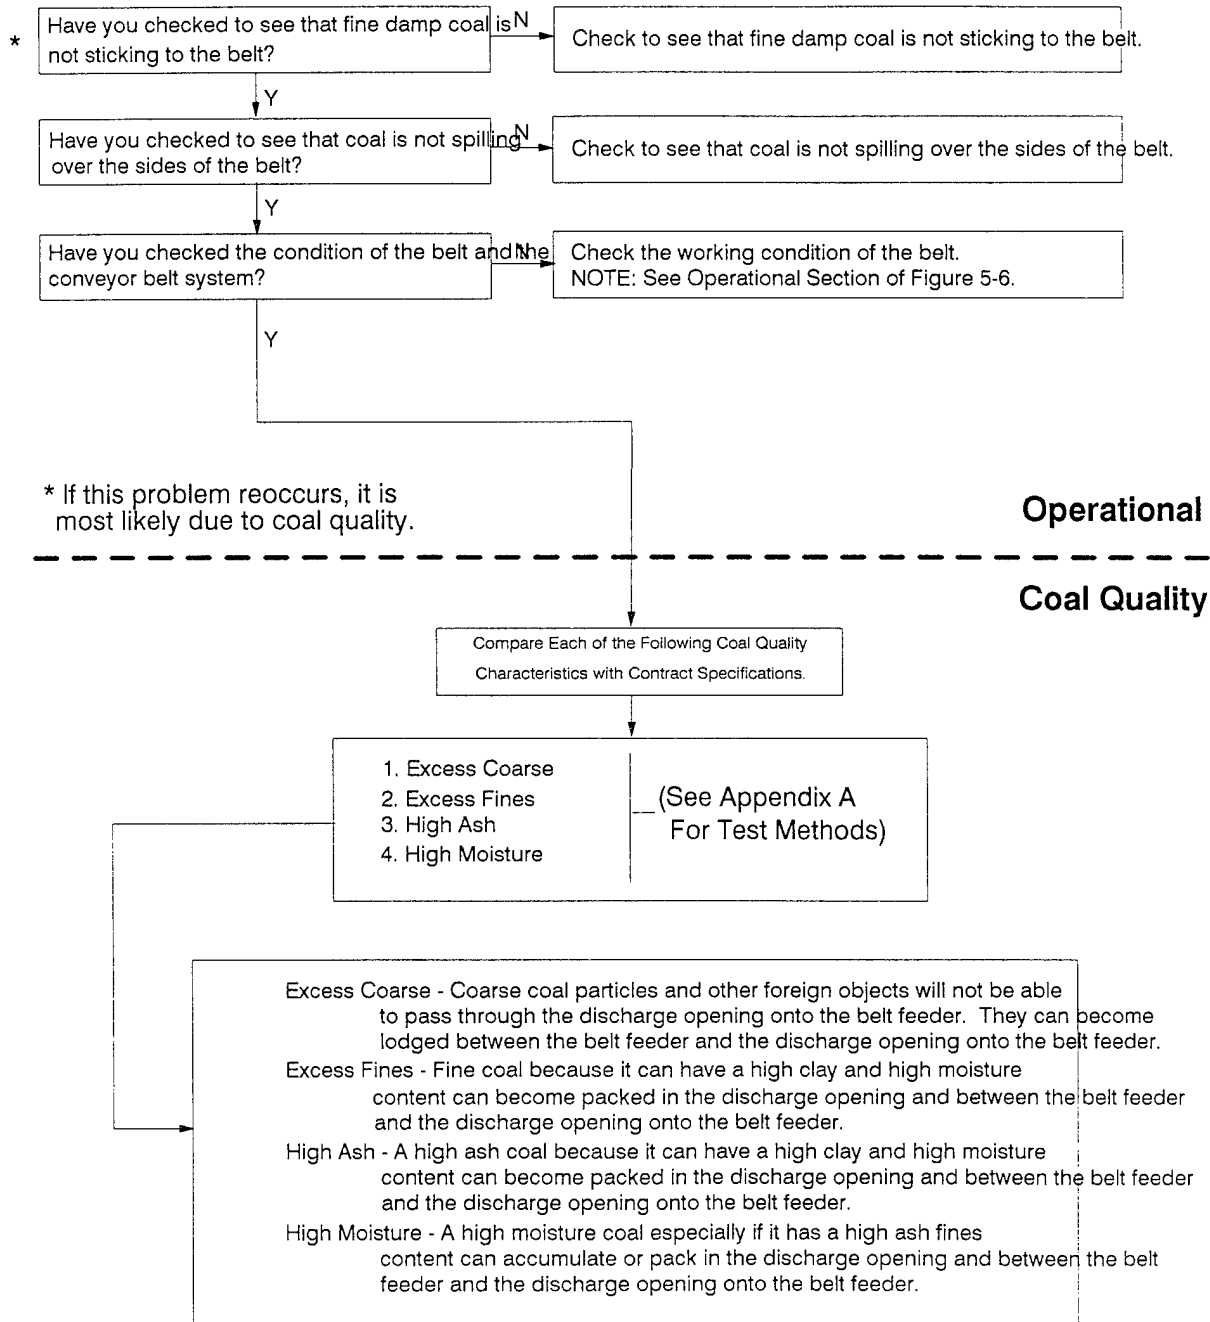 Have you checked to see that fine damp coal is N
* not sticking to the belt?
Check to see that fine damp coal is not sticking to the belt.
Y
Have you checked to see that coal is not spilling N
over the sides of the belt?
Check to see that coal is not spilling over the sides of the belt.
Y
Have you checked the condition of the belt and the N
conveyor belt system?
Check the working condition of the belt.
NOTE: See Operational Section of Figure 5-6.
Y
* If this problem reoccurs, it is
most likely due to coal quality.
Operational
Coal Quality
Compare Each of the Following Coal Quality
Characteristics with Contract Specifications.
1. Excess Coarse
2. Excess Fines
3. High Ash
4. High Moisture
(See Appendix A
For Test Methods)
Excess Coarse - Coarse coal particles and other foreign objects will not be able
to pass through the discharge opening onto the belt feeder. They can become
lodged between the belt feeder and the discharge opening onto the belt feeder.
Excess Fines - Fine coal because it can have a high clay and high moisture
content can become packed in the discharge opening and between the belt feeder
and the discharge opening onto the belt feeder.
High Ash - A high ash coal because it can have a high clay and high moisture
content can become packed in the discharge opening and between the belt feeder
and the discharge opening onto the belt feeder.
High Moisture - A high moisture coal especially if it has a high ash fines
content can accumulate or pack in the discharge opening and between the belt
feeder and the discharge opening onto the belt feeder.